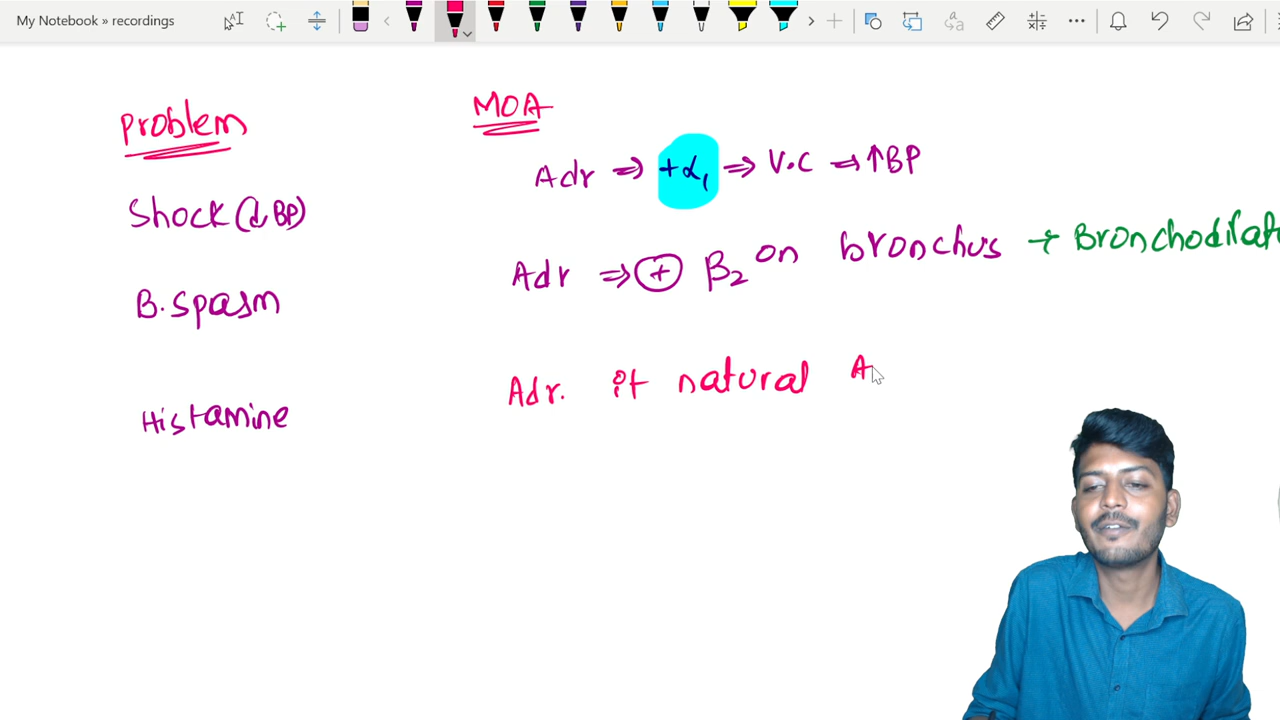 My Notebook » recordings
Problem
MOA
Adr ⇒ +α₁ ⇒ V.C ⇒ ↑BP
Shock (↓BP)
Adr ⇒ ⊕ β₂ on bronchus → Bronchodilat
B. Spasm
Adr. it natural A
Histamine